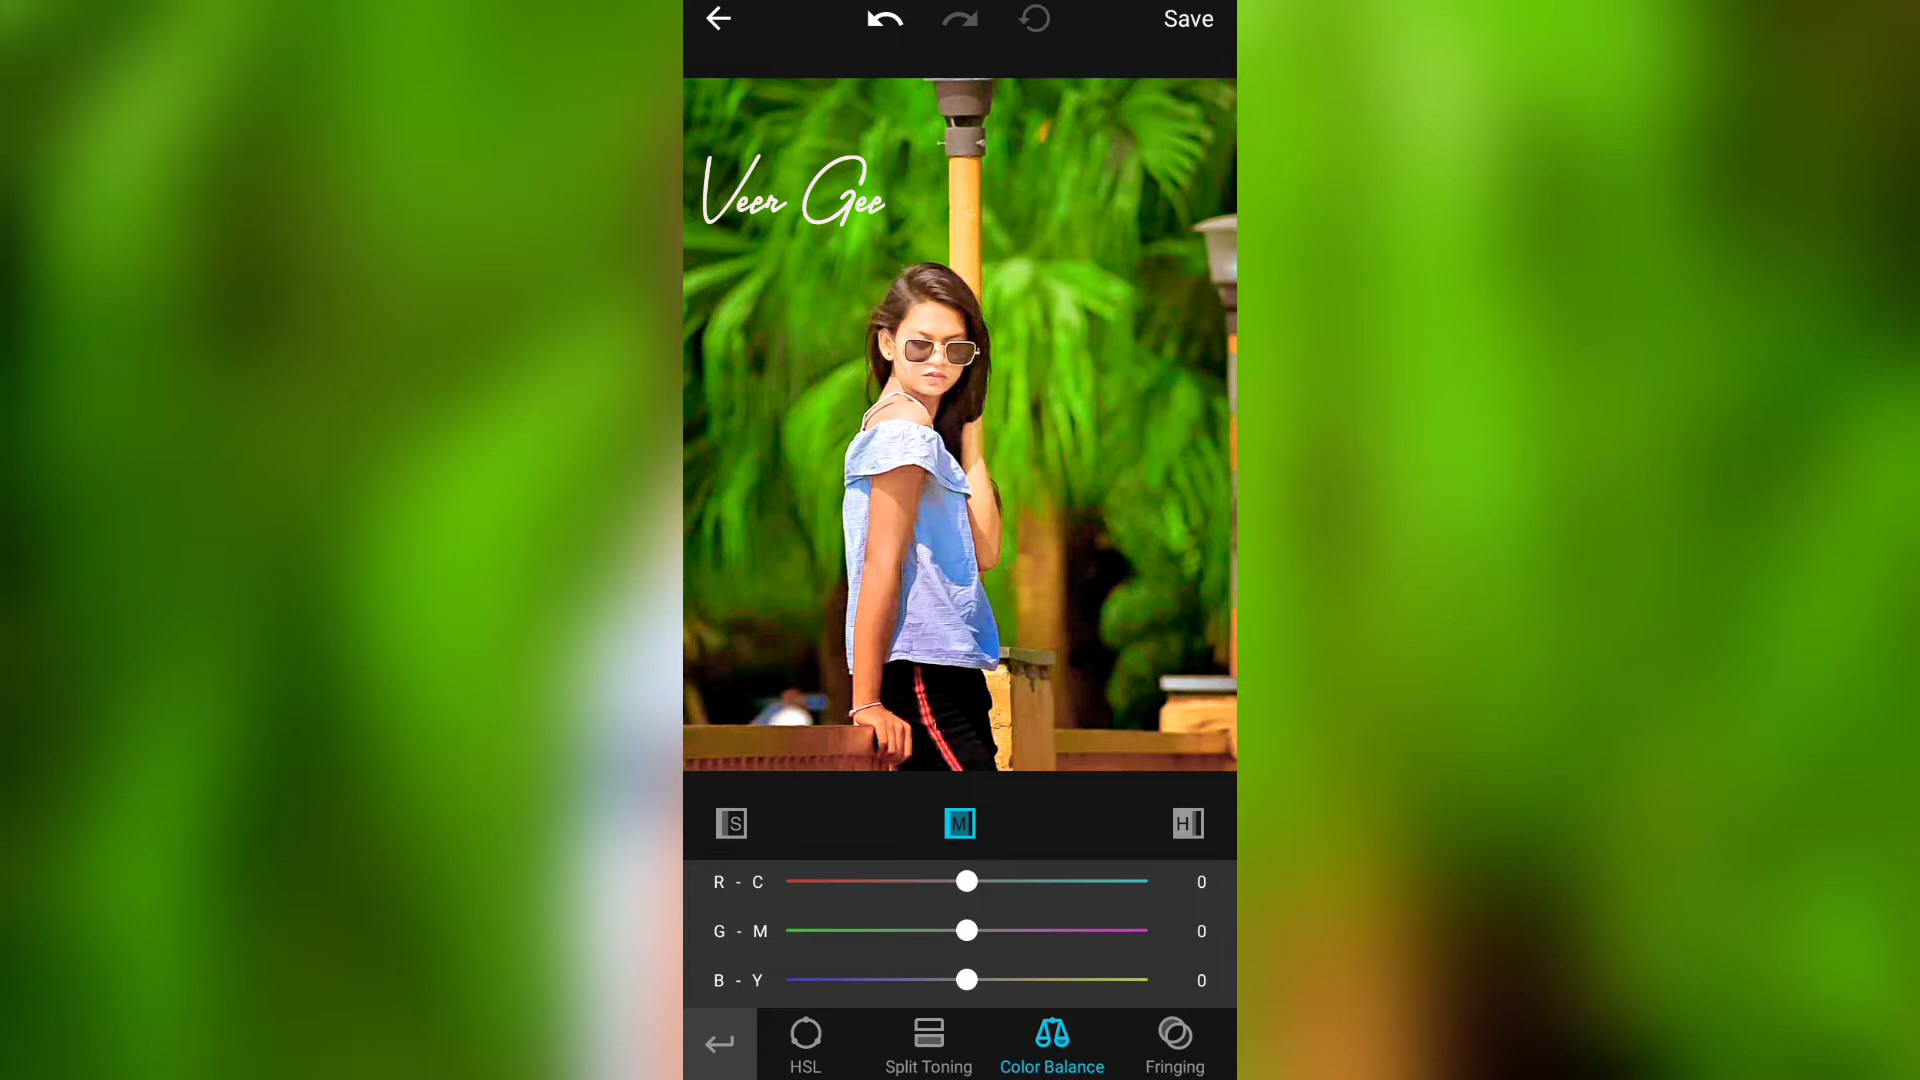 Save
Veer Gee
S
M
H
R - C 0
G - M 0
B - Y 0
HSL
Split Toning
Color Balance
Fringing